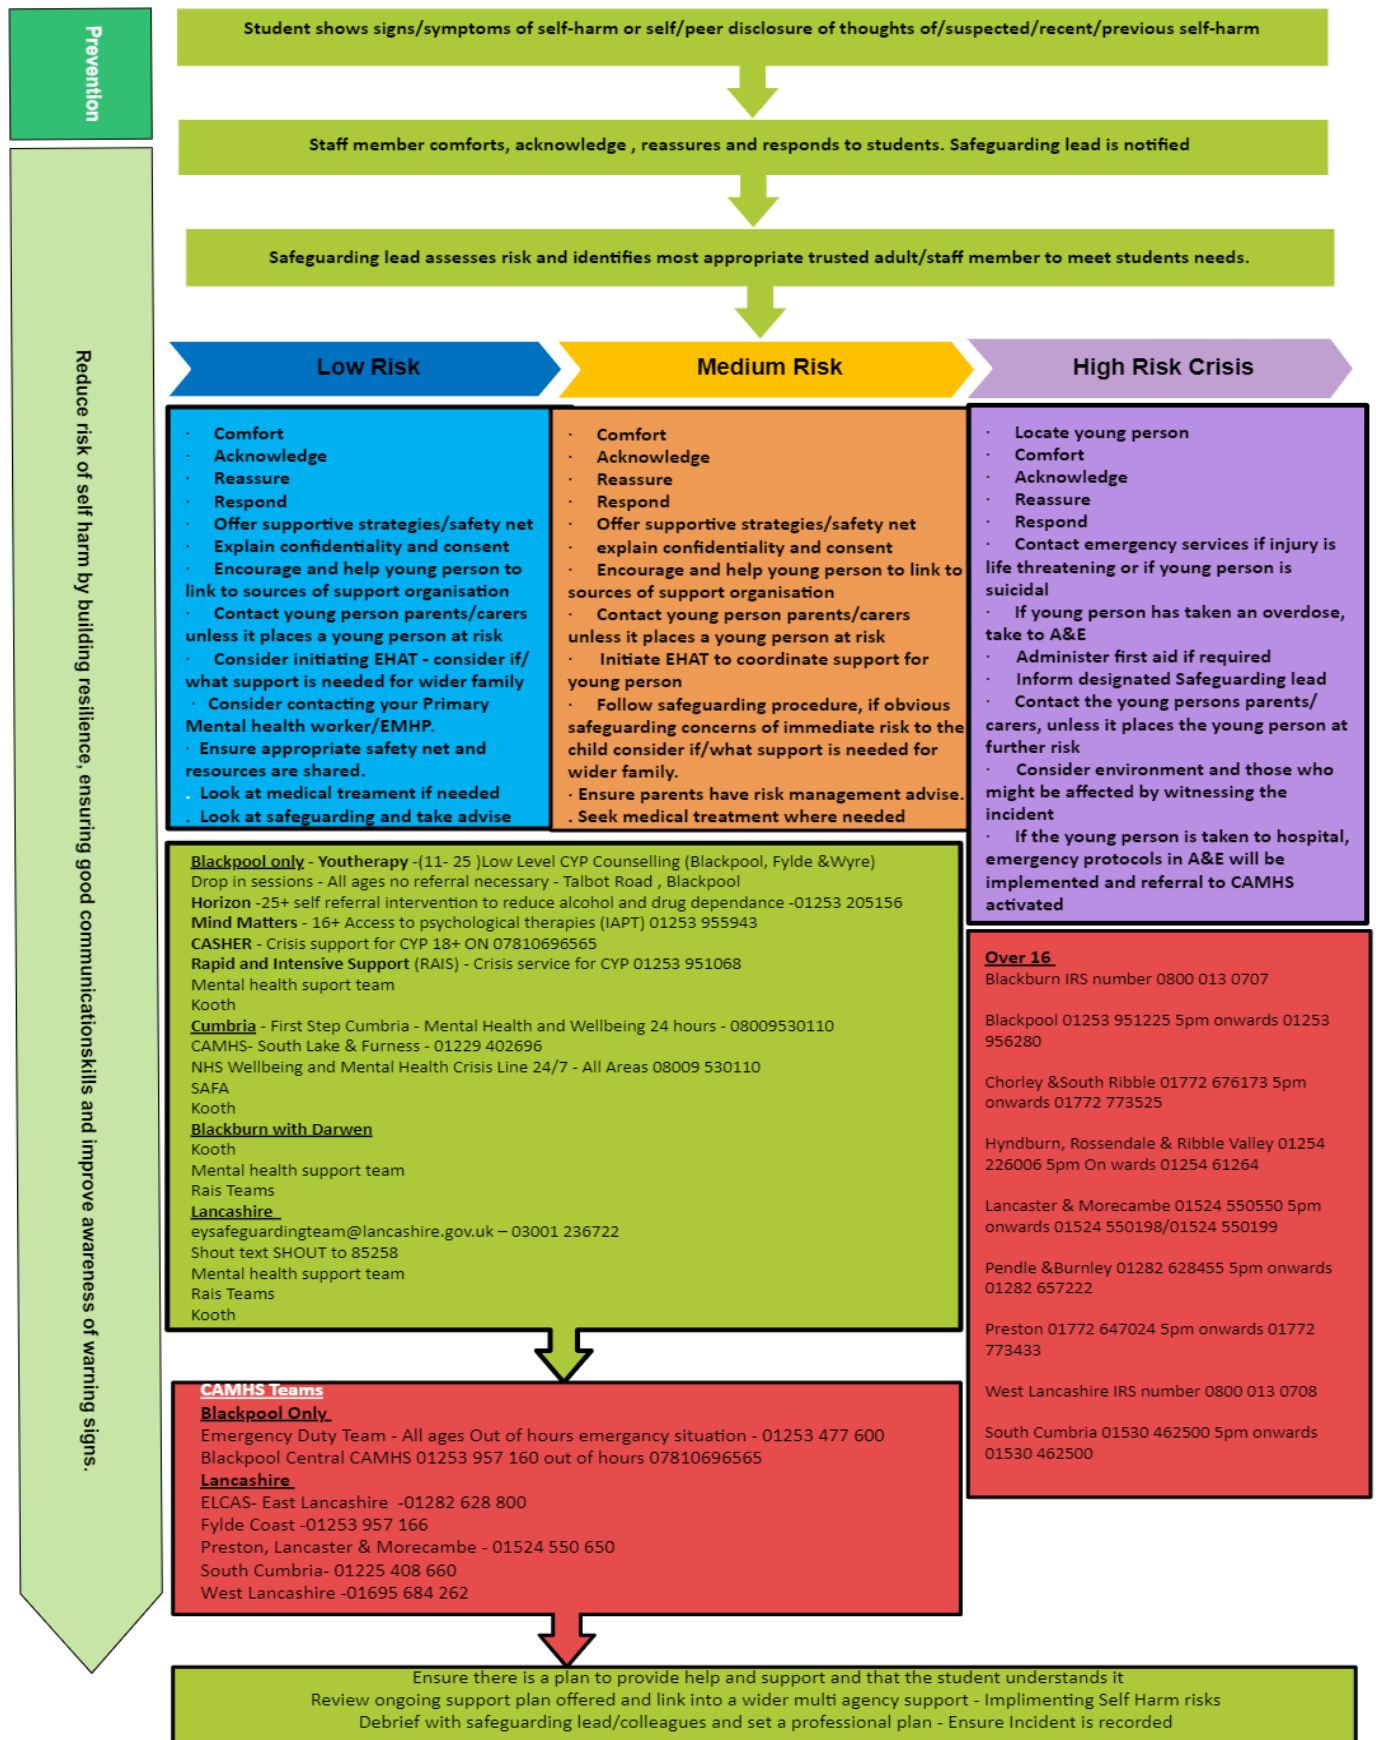 Prevention
Reduce risk of self harm by building resilience, ensuring good communicationskills and improve awareness of warning signs.
Student shows signs/symptoms of self-harm or self/peer disclosure of thoughts of/suspected/recent/previous self-harm
Staff member comforts, acknowledge , reassures and responds to students. Safeguarding lead is notified
Safeguarding lead assesses risk and identifies most appropriate trusted adult/staff member to meet students needs.
Low Risk
· Comfort
· Acknowledge
· Reassure
· Respond
· Offer supportive strategies/safety net
· Explain confidentiality and consent
· Encourage and help young person to
link to sources of support organisation
· Contact young person parents/carers
unless it places a young person at risk
· Consider initiating EHAT - consider if/
what support is needed for wider family
· Consider contacting your Primary
Mental health worker/EMHP.
· Ensure appropriate safety net and
resources are shared.
. Look at medical treament if needed
. Look at safeguarding and take advise
Medium Risk
· Comfort
· Acknowledge
· Reassure
· Respond
· Offer supportive strategies/safety net
· explain confidentiality and consent
· Encourage and help young person to link to
sources of support organisation
· Contact young person parents/carers
unless it places a young person at risk
· Initiate EHAT to coordinate support for
young person
· Follow safeguarding procedure, if obvious
safeguarding concerns of immediate risk to the
child consider if/what support is needed for
wider family.
· Ensure parents have risk management advise.
. Seek medical treatment where needed
High Risk Crisis
· Locate young person
· Comfort
· Acknowledge
· Reassure
· Respond
· Contact emergency services if injury is
life threatening or if young person is
suicidal
· If young person has taken an overdose,
take to A&E
· Administer first aid if required
· Inform designated Safeguarding lead
· Contact the young persons parents/
carers, unless it places the young person at
further risk
· Consider environment and those who
might be affected by witnessing the
incident
· If the young person is taken to hospital,
emergency protocols in A&E will be
implemented and referral to CAMHS
activated
Blackpool only - Youtherapy -(11- 25 )Low Level CYP Counselling (Blackpool, Fylde &Wyre)
Drop in sessions - All ages no referral necessary - Talbot Road , Blackpool
Horizon -25+ self referral intervention to reduce alcohol and drug dependance -01253 205156
Mind Matters - 16+ Access to psychological therapies (IAPT) 01253 955943
CASHER - Crisis support for CYP 18+ ON 07810696565
Rapid and Intensive Support (RAIS) - Crisis service for CYP 01253 951068
Mental health suport team
Kooth
Cumbria - First Step Cumbria - Mental Health and Wellbeing 24 hours - 08009530110
CAMHS- South Lake & Furness - 01229 402696
NHS Wellbeing and Mental Health Crisis Line 24/7 - All Areas 08009 530110
SAFA
Kooth
Blackburn with Darwen
Kooth
Mental health support team
Rais Teams
Lancashire
eysafeguardingteam@lancashire.gov.uk – 03001 236722
Shout text SHOUT to 85258
Mental health support team
Rais Teams
Kooth
Over 16
Blackburn IRS number 0800 013 0707
Blackpool 01253 951225 5pm onwards 01253
956280
Chorley &South Ribble 01772 676173 5pm
onwards 01772 773525
Hyndburn, Rossendale & Ribble Valley 01254
226006 5pm On wards 01254 61264
Lancaster & Morecambe 01524 550550 5pm
onwards 01524 550198/01524 550199
Pendle &Burnley 01282 628455 5pm onwards
01282 657222
Preston 01772 647024 5pm onwards 01772
773433
West Lancashire IRS number 0800 013 0708
South Cumbria 01530 462500 5pm onwards
01530 462500
CAMHS Teams
Blackpool Only
Emergency Duty Team - All ages Out of hours emergancy situation - 01253 477 600
Blackpool Central CAMHS 01253 957 160 out of hours 07810696565
Lancashire
ELCAS- East Lancashire -01282 628 800
Fylde Coast -01253 957 166
Preston, Lancaster & Morecambe - 01524 550 650
South Cumbria- 01225 408 660
West Lancashire -01695 684 262
Ensure there is a plan to provide help and support and that the student understands it
Review ongoing support plan offered and link into a wider multi agency support - Implimenting Self Harm risks
Debrief with safeguarding lead/colleagues and set a professional plan - Ensure Incident is recorded